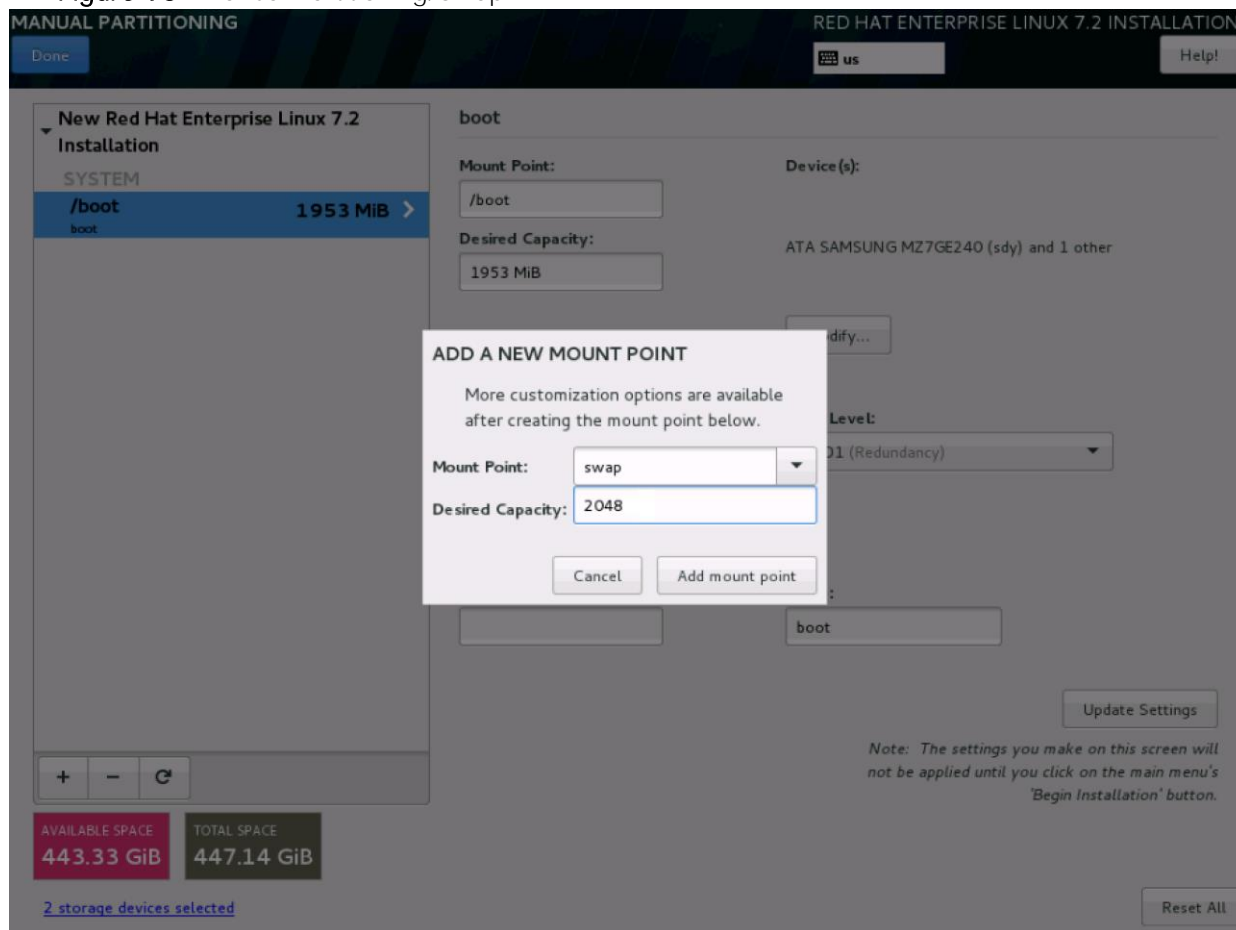 MANUAL PARTITIONING
RED HAT ENTERPRISE LINUX 7.2 INSTALLATION
Done
us
Help!
New Red Hat Enterprise Linux 7.2
Installation
SYSTEM
/boot
1953 MiB
boot
boot
Mount Point:
/boot
Device(s):
Desired Capacity:
1953 MiB
ATA SAMSUNG MZ7GE240 (sdy) and 1 other
dify...
Level:
(Redundancy)
ADD A NEW MOUNT POINT
More customization options are available
after creating the mount point below.
Mount Point:
swap
Desired Capacity:
2048
Cancel
Add mount point
boot
Update Settings
Note: The settings you make on this screen will
not be applied until you click on the main menu's
'Begin Installation' button.
+ -
AVAILABLE SPACE
443.33 GiB
TOTAL SPACE
447.14 GiB
2 storage devices selected
Reset All